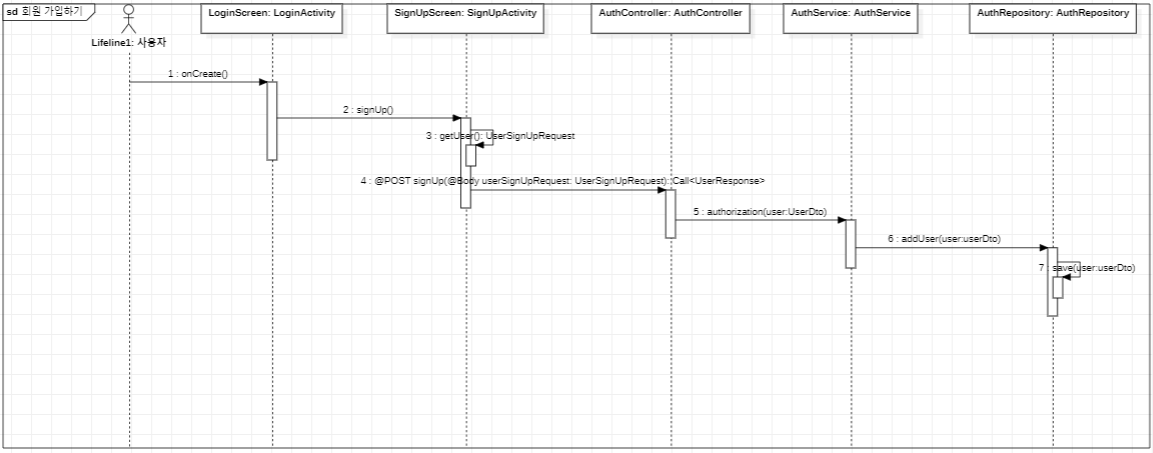 sd 회원 가입하기
Lifeline1: 사용자
LoginScreen: LoginActivity
SignUpScreen: SignUpActivity
AuthController: AuthController
AuthService: AuthService
AuthRepository: AuthRepository
1 : onCreate()
2 : signUp()
3 : getUser(): UserSignUpRequest
4 : @POST signUp(@Body userSignUpRequest: UserSignUpRequest): Call<UserResponse>
5 : authorization(user:UserDto)
6 : addUser(user:userDto)
7 : save(user:userDto)